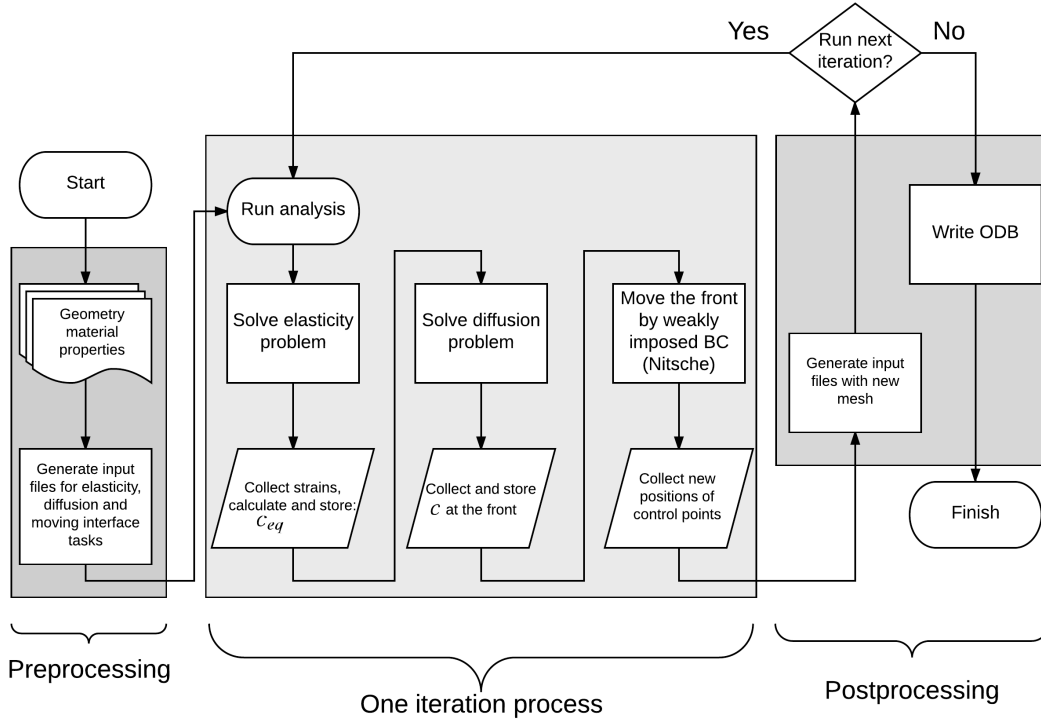 Yes
No
Run next
iteration?
Start
Geometry
material
properties
Generate input
files for elasticity,
diffusion and
moving interface
tasks
Run analysis
Solve elasticity
problem
Collect strains,
calculate and store:
c_eq
Solve diffusion
problem
Collect and store
c at the front
Move the front
by weakly
imposed BC
(Nitsche)
Collect new
positions of
control points
Generate input
files with new
mesh
Write ODB
Finish
Preprocessing
One iteration process
Postprocessing